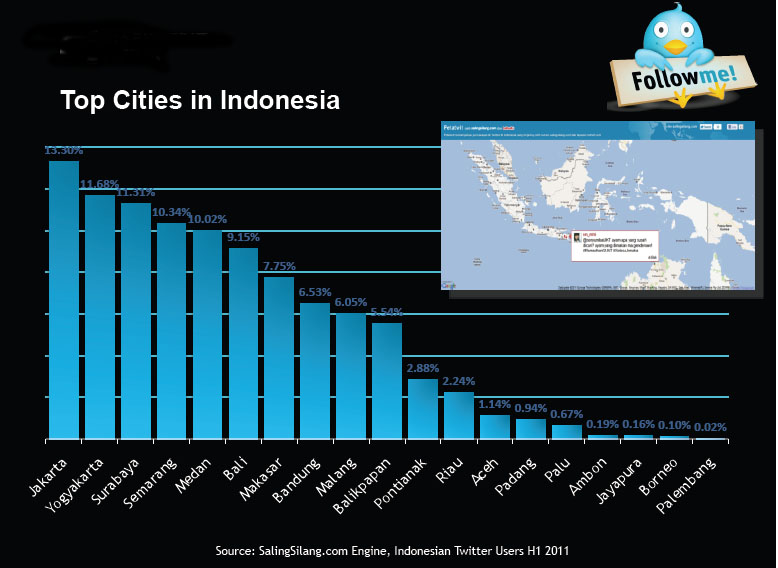 Follow me!
Top Cities in Indonesia
13.30%
11.68%
11.31%
10.34%
10.02%
9.15%
7.75%
6.53%
6.05%
5.54%
2.88%
2.24%
1.14%
0.94%
0.67%
0.19%
0.16%
0.10%
0.02%
Jakarta
Yogyakarta
Surabaya
Semarang
Medan
Bali
Makasar
Bandung
Malang
Balikpapan
Pontianak
Riau
Aceh
Padang
Palu
Ambon
Jayapura
Borneo
Palembang
Source: SalingSilang.com Engine, Indonesian Twitter Users H1 2011